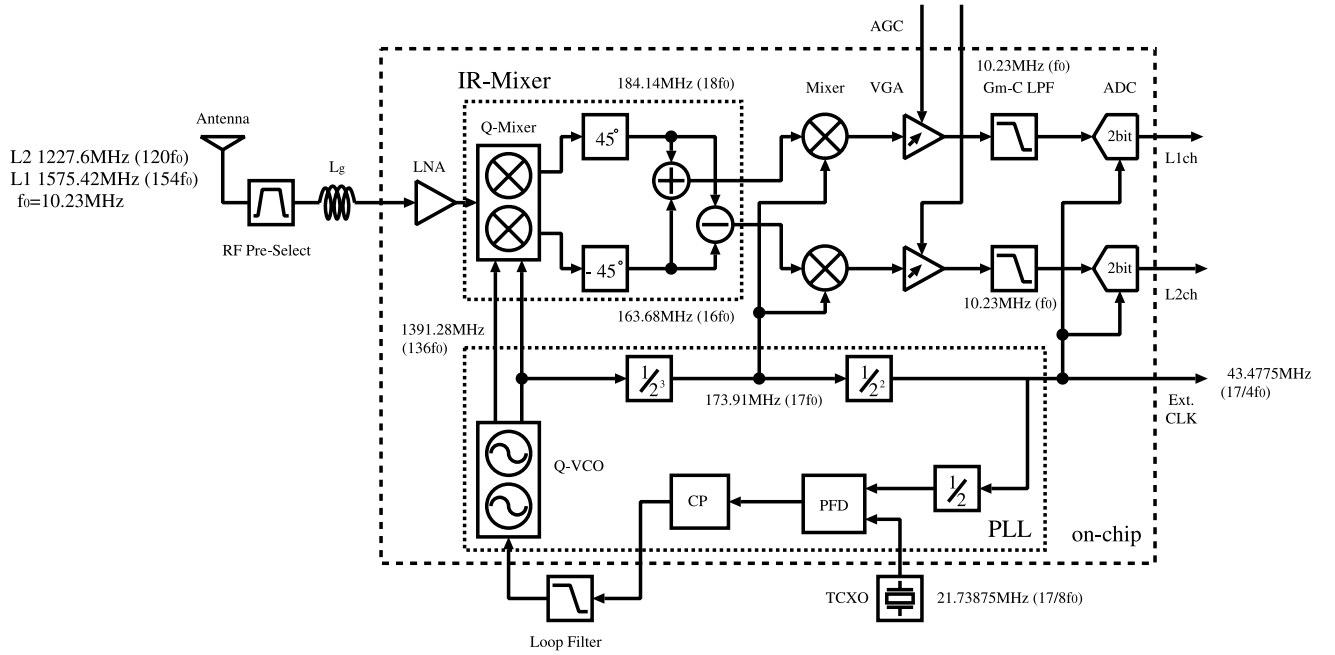 AGC
10.23MHz (f0)
IR-Mixer
184.14MHz (18f0)
Mixer
VGA
Gm-C LPF
ADC
Antenna
Q-Mixer
45°
2bit
L1ch
L2 1227.6MHz (120f0)
L1 1575.42MHz (154f0)
f0=10.23MHz
Lg
LNA
RF Pre-Select
- 45°
2bit
L2ch
10.23MHz (f0)
163.68MHz (16f0)
1391.28MHz
(136f0)
1/2³
1/2²
173.91MHz (17f0)
43.4775MHz
(17/4f0)
Ext.
CLK
Q-VCO
CP
PFD
1/2
PLL
on-chip
TCXO
21.73875MHz (17/8f0)
Loop Filter